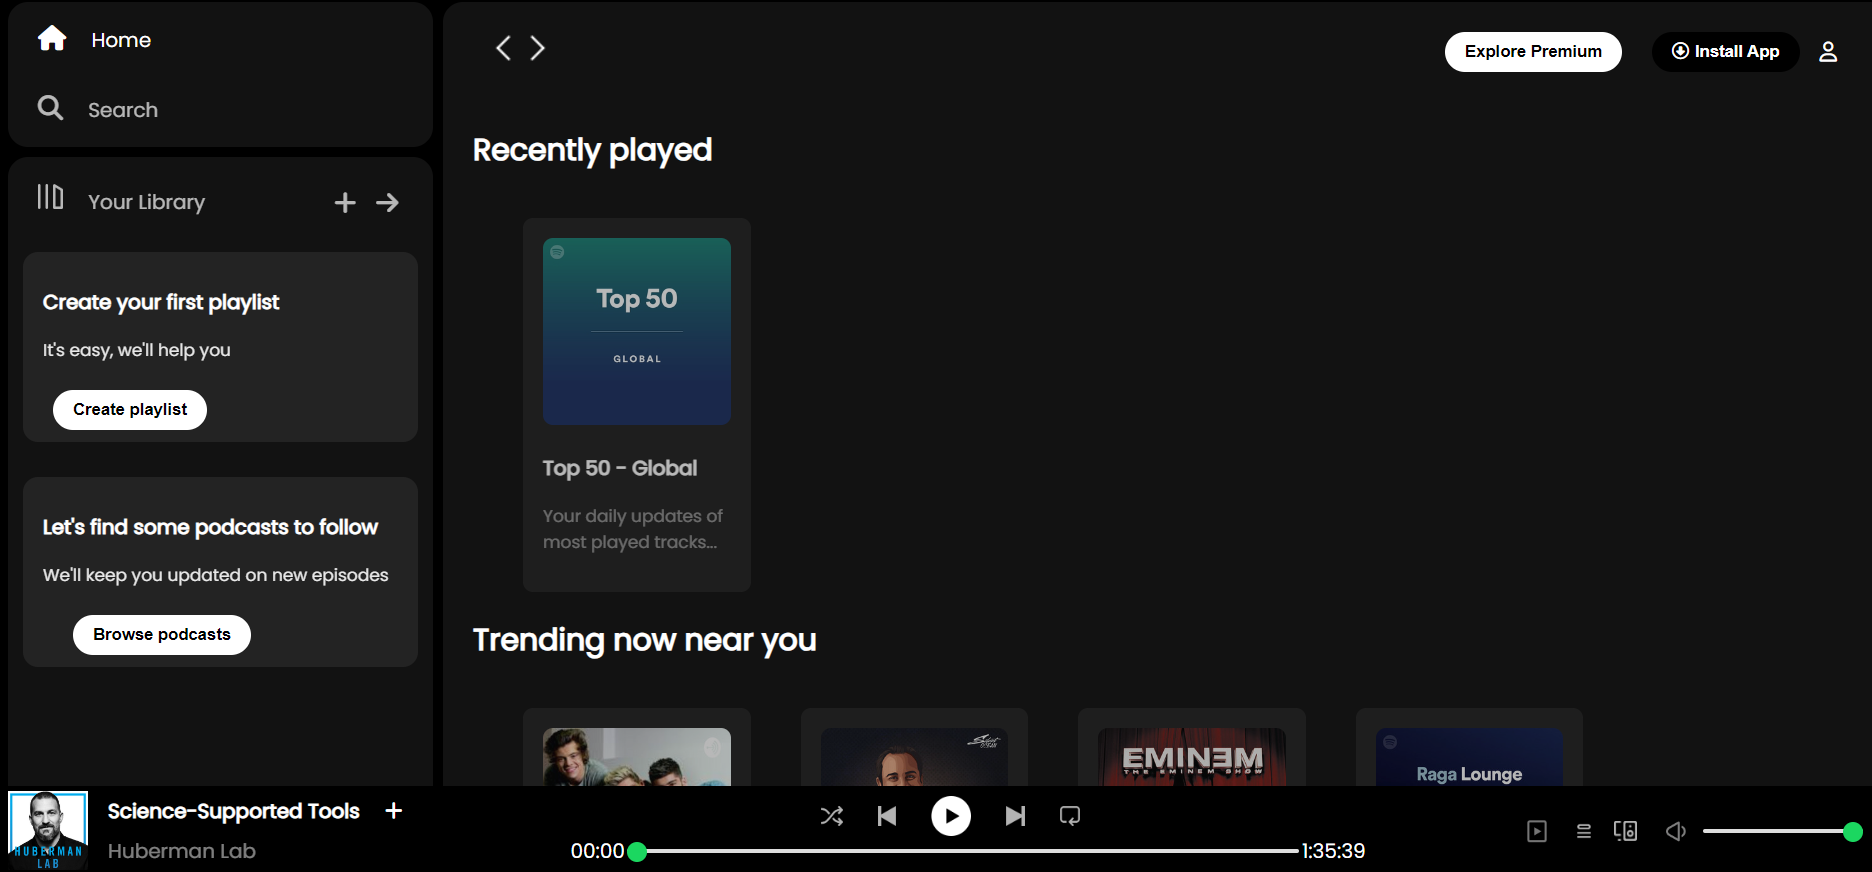 Home
Search
Your Library
Create your first playlist
It's easy, we'll help you
Create playlist
Let's find some podcasts to follow
We'll keep you updated on new episodes
Browse podcasts
Explore Premium
Install App
Recently played
Top 50
GLOBAL
Top 50 - Global
Your daily updates of
most played tracks...
Trending now near you
EMINEM
THE EMINEM SHOW
Raga Lounge
HUBERMAN
LAB
Science-Supported Tools
Huberman Lab
00:00
1:35:39